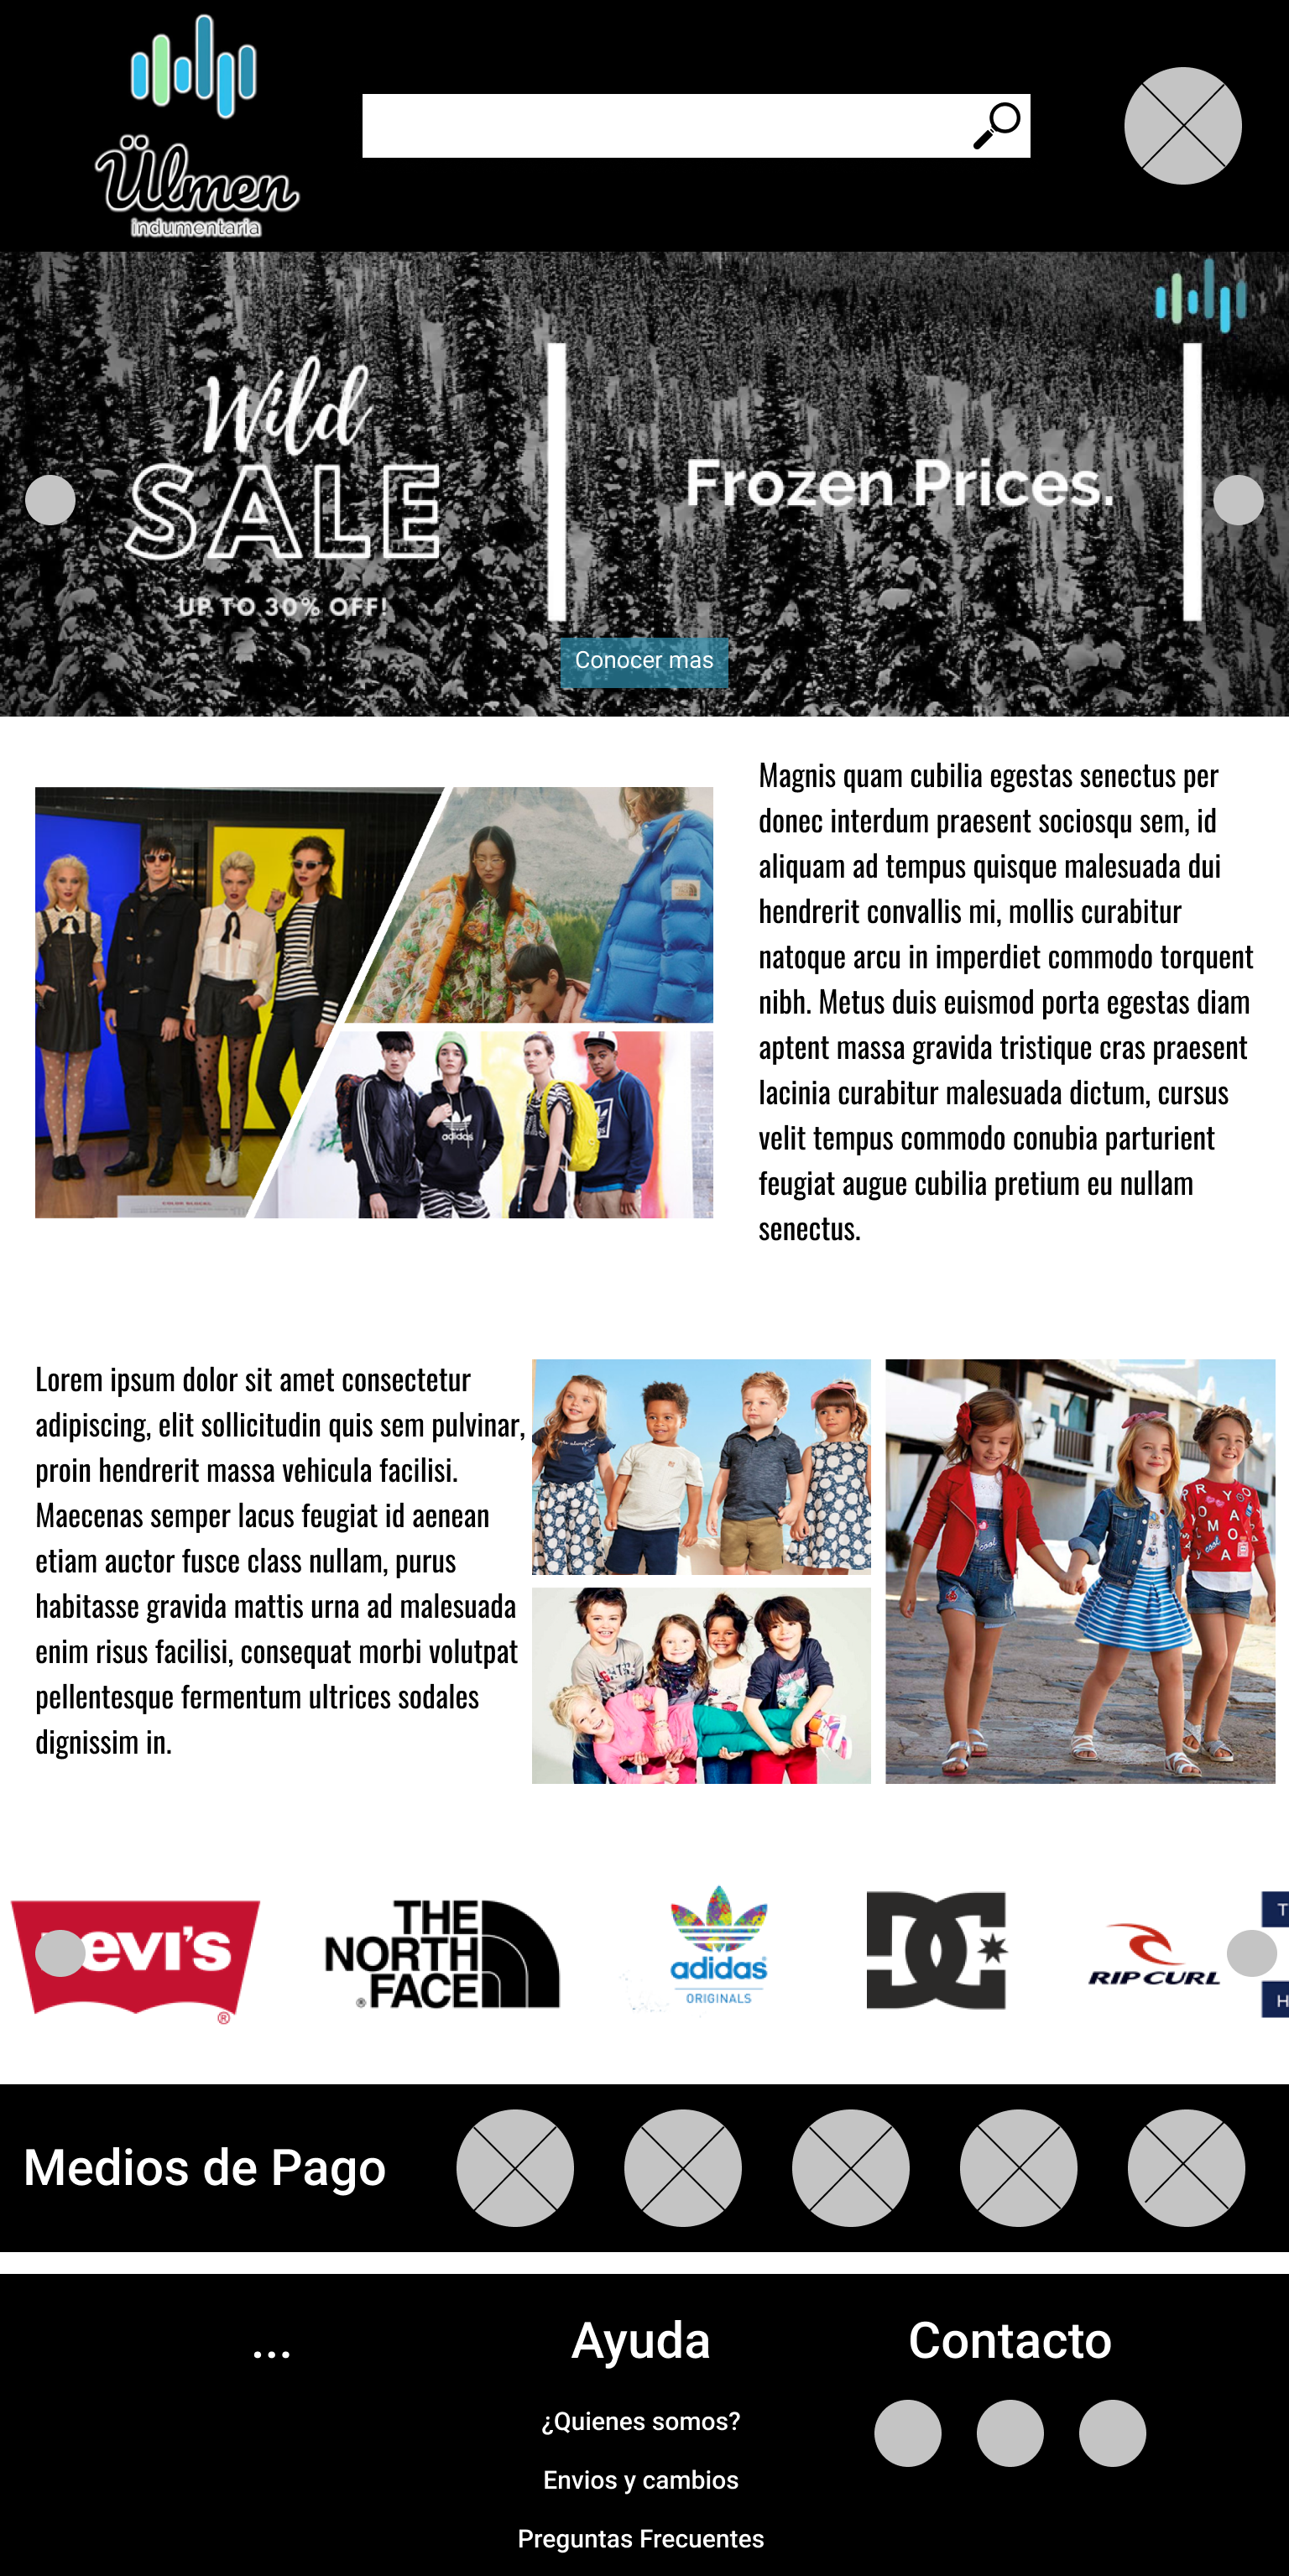 Ülmen
indumentaria
Wild
SALE
UP TO 30% OFF!
Frozen Prices.
Conocer mas
Magnis quam cubilia egestas senectus per
donec interdum praesent sociosqu sem, id
aliquam ad tempus quisque malesuada dui
hendrerit convallis mi, mollis curabitur
natoque arcu in imperdiet commodo torquent
nibh. Metus duis euismod porta egestas diam
aptent massa gravida tristique cras praesent
lacinia curabitur malesuada dictum, cursus
velit tempus commodo conubia parturient
feugiat augue cubilia pretium eu nullam
senectus.
COLOR BLOCKS.
adidas
Lorem ipsum dolor sit amet consectetur
adipiscing, elit sollicitudin quis sem pulvinar,
proin hendrerit massa vehicula facilisi.
Maecenas semper lacus feugiat id aenean
etiam auctor fusce class nullam, purus
habitasse gravida mattis urna ad malesuada
enim risus facilisi, consequat morbi volutpat
pellentesque fermentum ultrices sodales
dignissim in.
cool
cool
evi's
®
THE
NORTH
FACE
®
adidas
ORIGINALS
DC
RIP CURL
T
H
Medios de Pago
...
Ayuda
Contacto
¿Quienes somos?
Envios y cambios
Preguntas Frecuentes